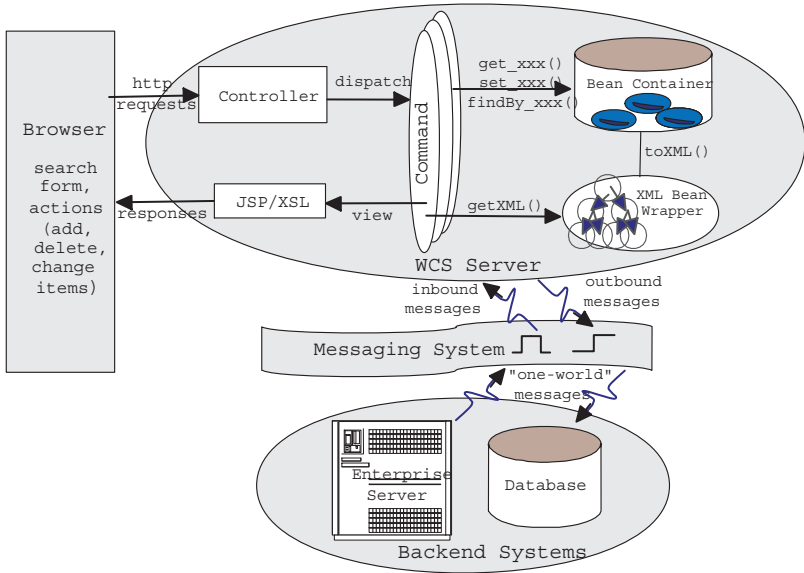 Browser
search
form,
actions
(add,
delete,
change
items)
http
requests
Controller
dispatch
Command
get_xxx()
set_xxx()
findBy_xxx()
Bean Container
toXML()
responses
JSP/XSL
view
getXML()
XML Bean
Wrapper
WCS Server
inbound
messages
outbound
messages
Messaging System
"one-world"
messages
Enterprise
Server
Database
Backend Systems